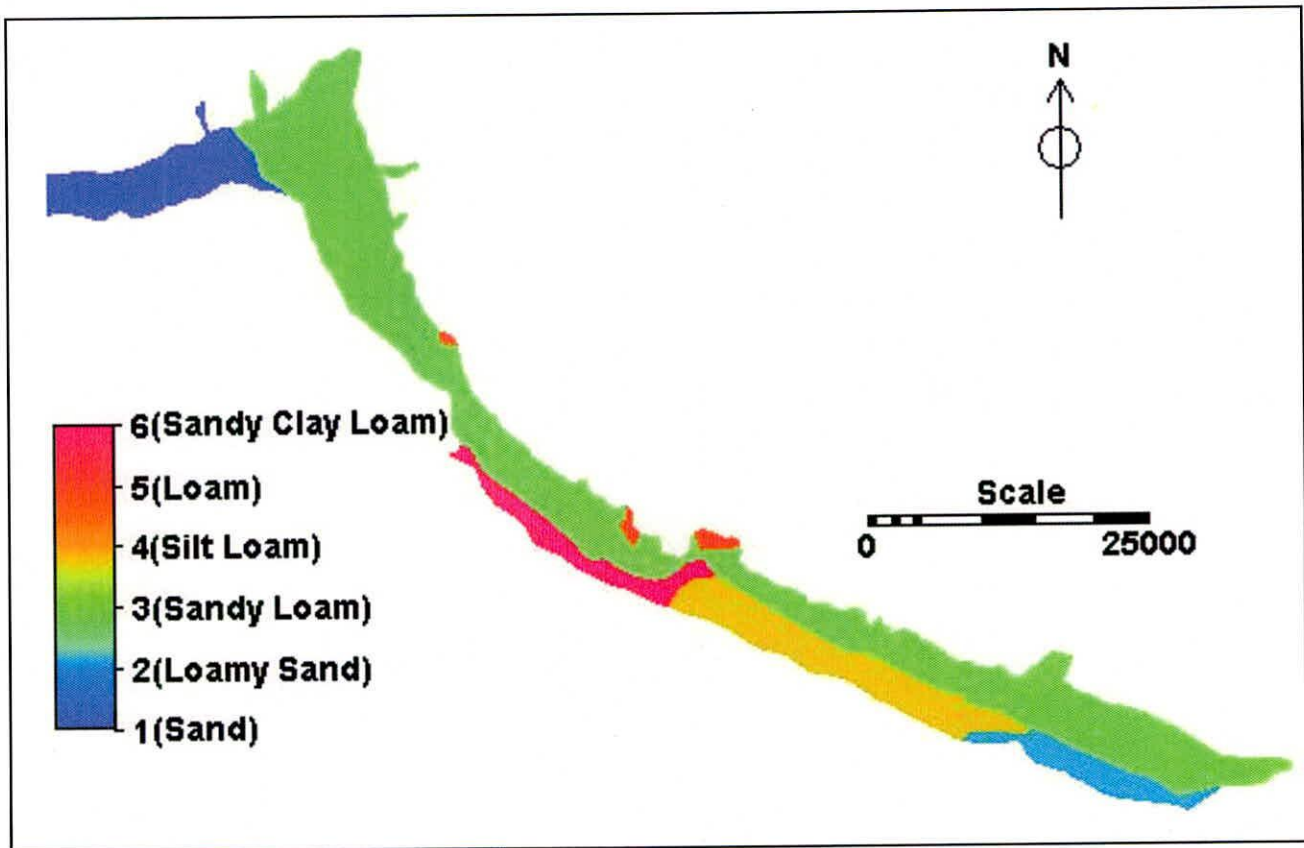 N
6(Sandy Clay Loam)
5(Loam)
4(Silt Loam)
3(Sandy Loam)
2(Loamy Sand)
1(Sand)
Scale
0 25000